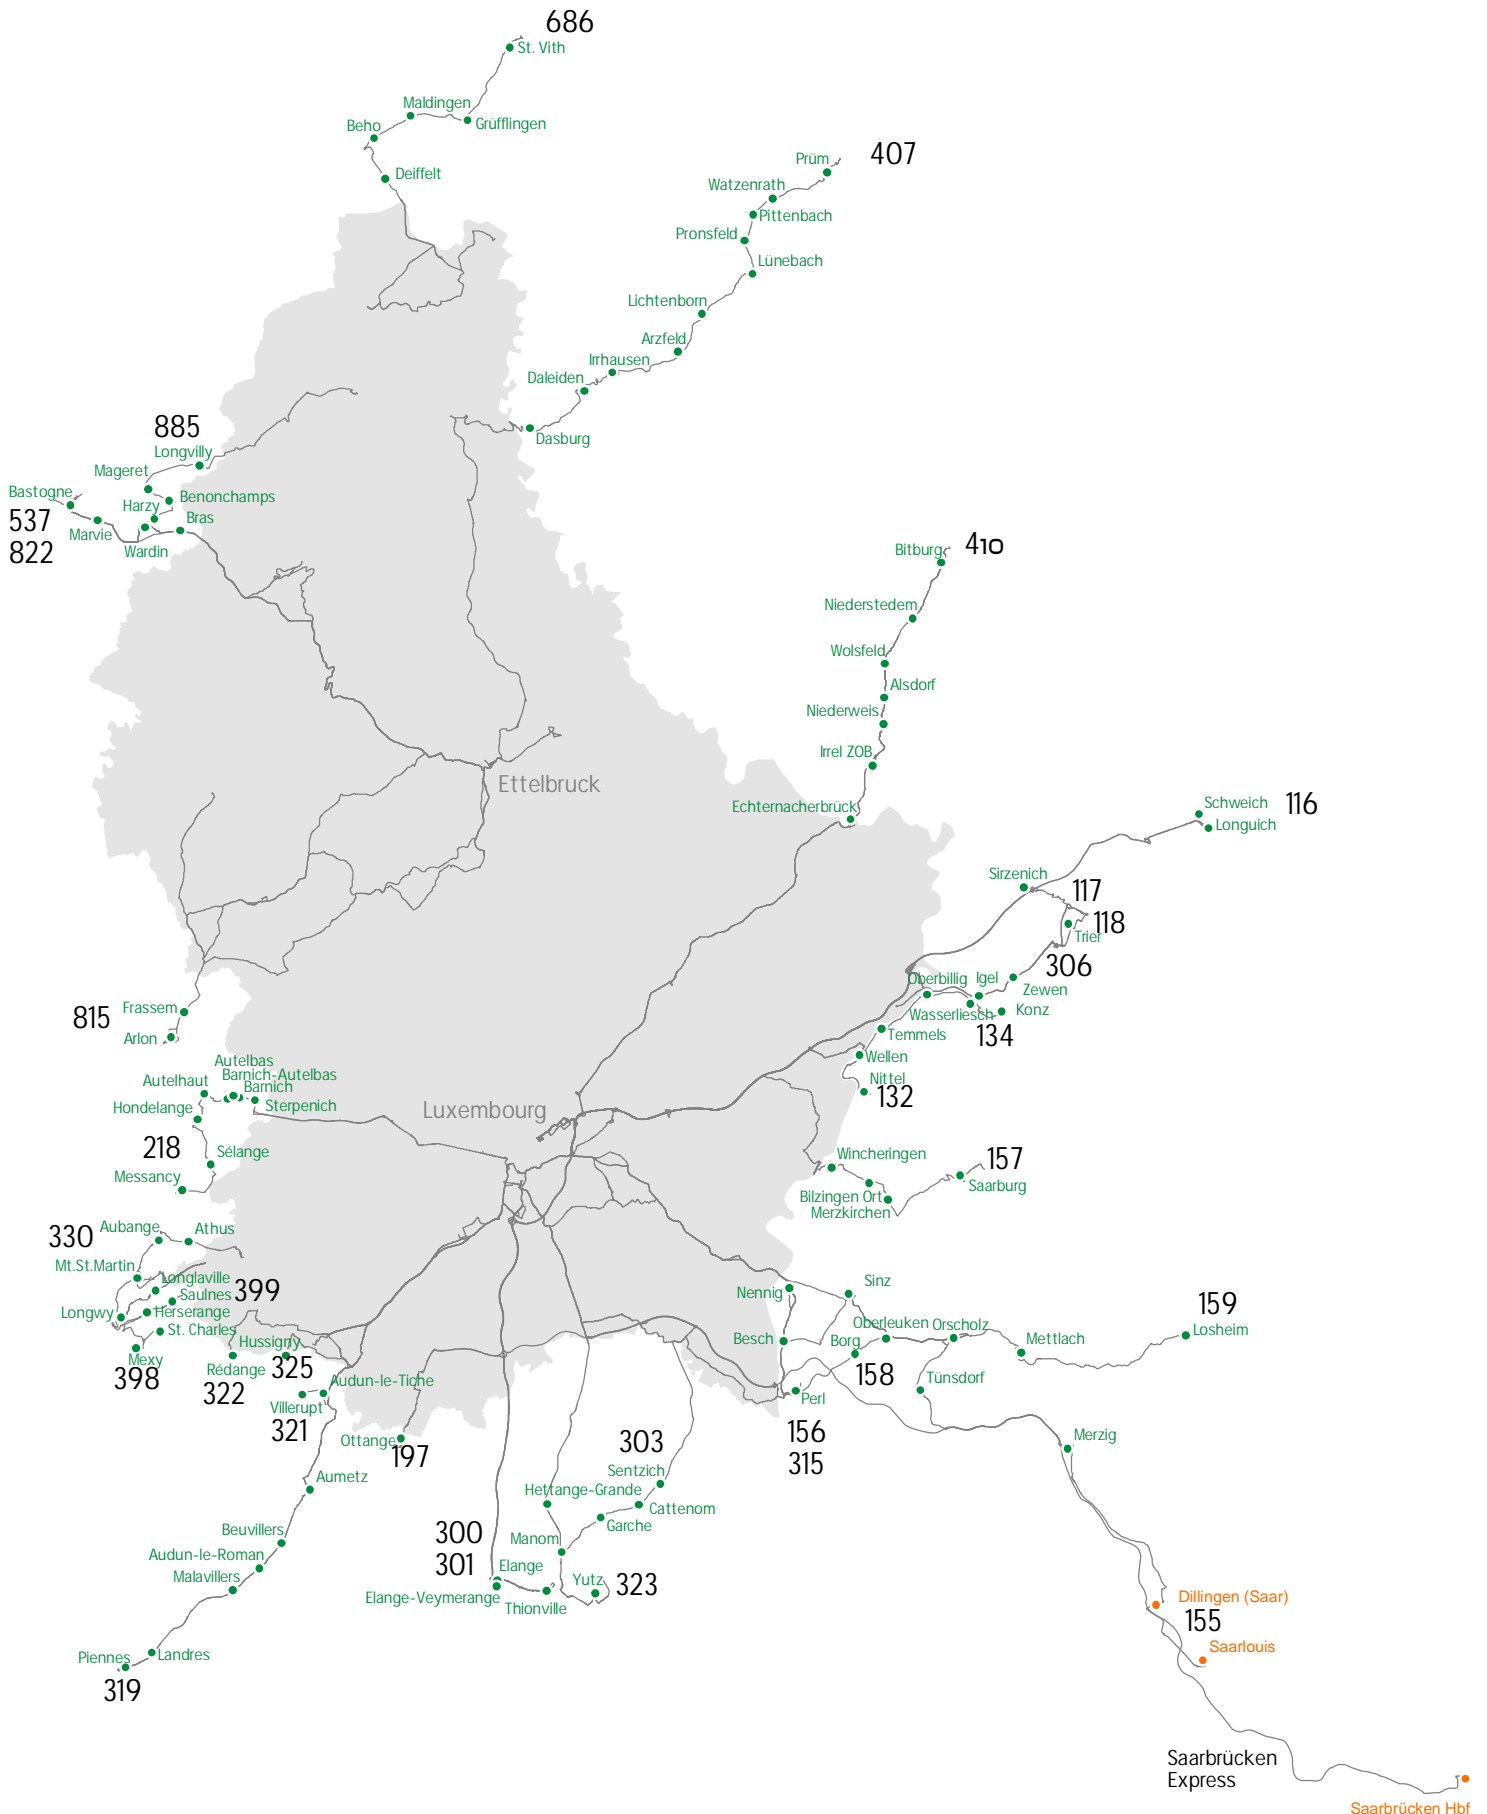 686
St. Vith
Maldingen
Grüfflingen
Beho
Deiffelt
407
Prüm
Watzenrath
Pittenbach
Pronsfeld
Lünebach
Lichtenborn
Arzfeld
Irrhausen
Daleiden
Dasburg
885
Longvilly
Mageret
Bastogne
Benonchamps
Harzy
Bras
537
Marvie
Wardin
822
410
Bitburg
Niederstedem
Wolsfeld
Alsdorf
Niederweis
Irrel ZOB
Echternacherbrück
Ettelbruck
Schweich
116
Longuich
Sirzenich
117
118
Trier
306
Oberbillig
Igel
Zewen
Wasserliesch
Konz
134
Temmels
Wellen
Nittel
132
815
Frassem
Arlon
Autelbas
Barnich-Autelbas
Autelhaut
Barnich
Hondelange
Sterpenich
Luxembourg
218
Sélange
Messancy
Wincheringen
157
Saarburg
Bilzingen Ort
Merzkirchen
330
Aubange
Athus
Mt.St.Martin
Longlaville
Saulnes
399
Longwy
Herserange
St. Charles
Mexy
398
Hussigny
Rédange
325
322
Audun-le-Tiche
Villerupt
321
Ottange
197
Nennig
Sinz
Besch
Oberleuken
Orscholz
Borg
158
Mettlach
159
Losheim
Tünsdorf
Perl
156
315
Merzig
303
Sentzich
Hettange-Grande
Cattenom
Garche
Aumetz
Beuvillers
Audun-le-Roman
Malavillers
300
301
Manom
Elange
Elange-Veymerange
Thionville
Yutz
323
Piennes
Landres
319
Dillingen (Saar)
155
Saarlouis
Saarbrücken
Express
Saarbrücken Hbf